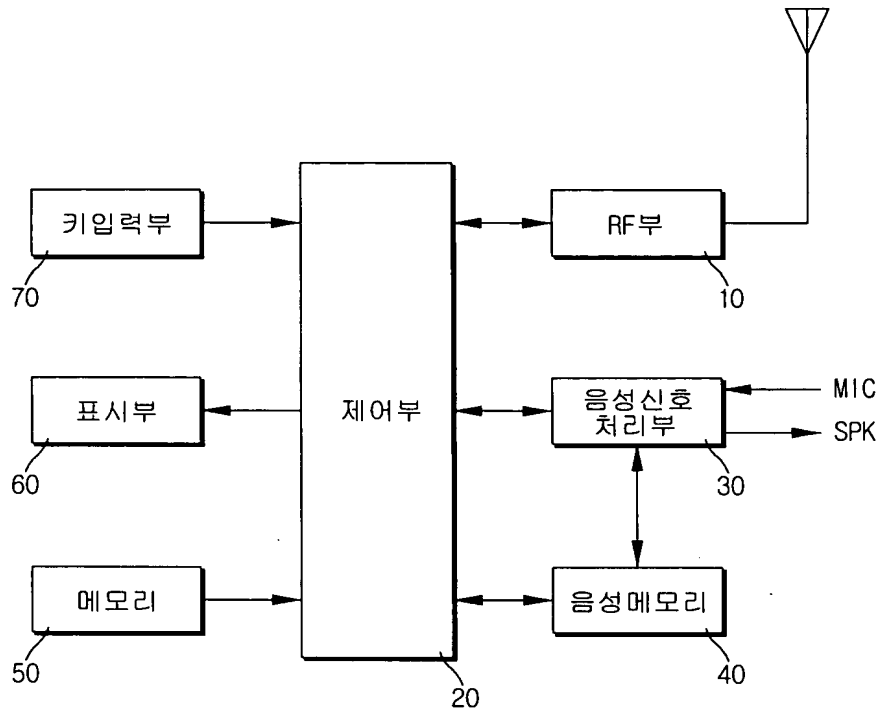 키입력부
70
RF부
10
표시부
60
제어부
20
음성신호
처리부
30
MIC
SPK
메모리
50
음성메모리
40